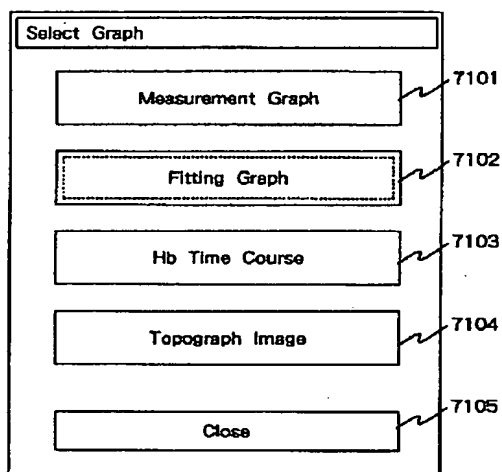 Select Graph
Measurement Graph
7101
Fitting Graph
7102
Hb Time Course
7103
Topograph Image
7104
Close
7105